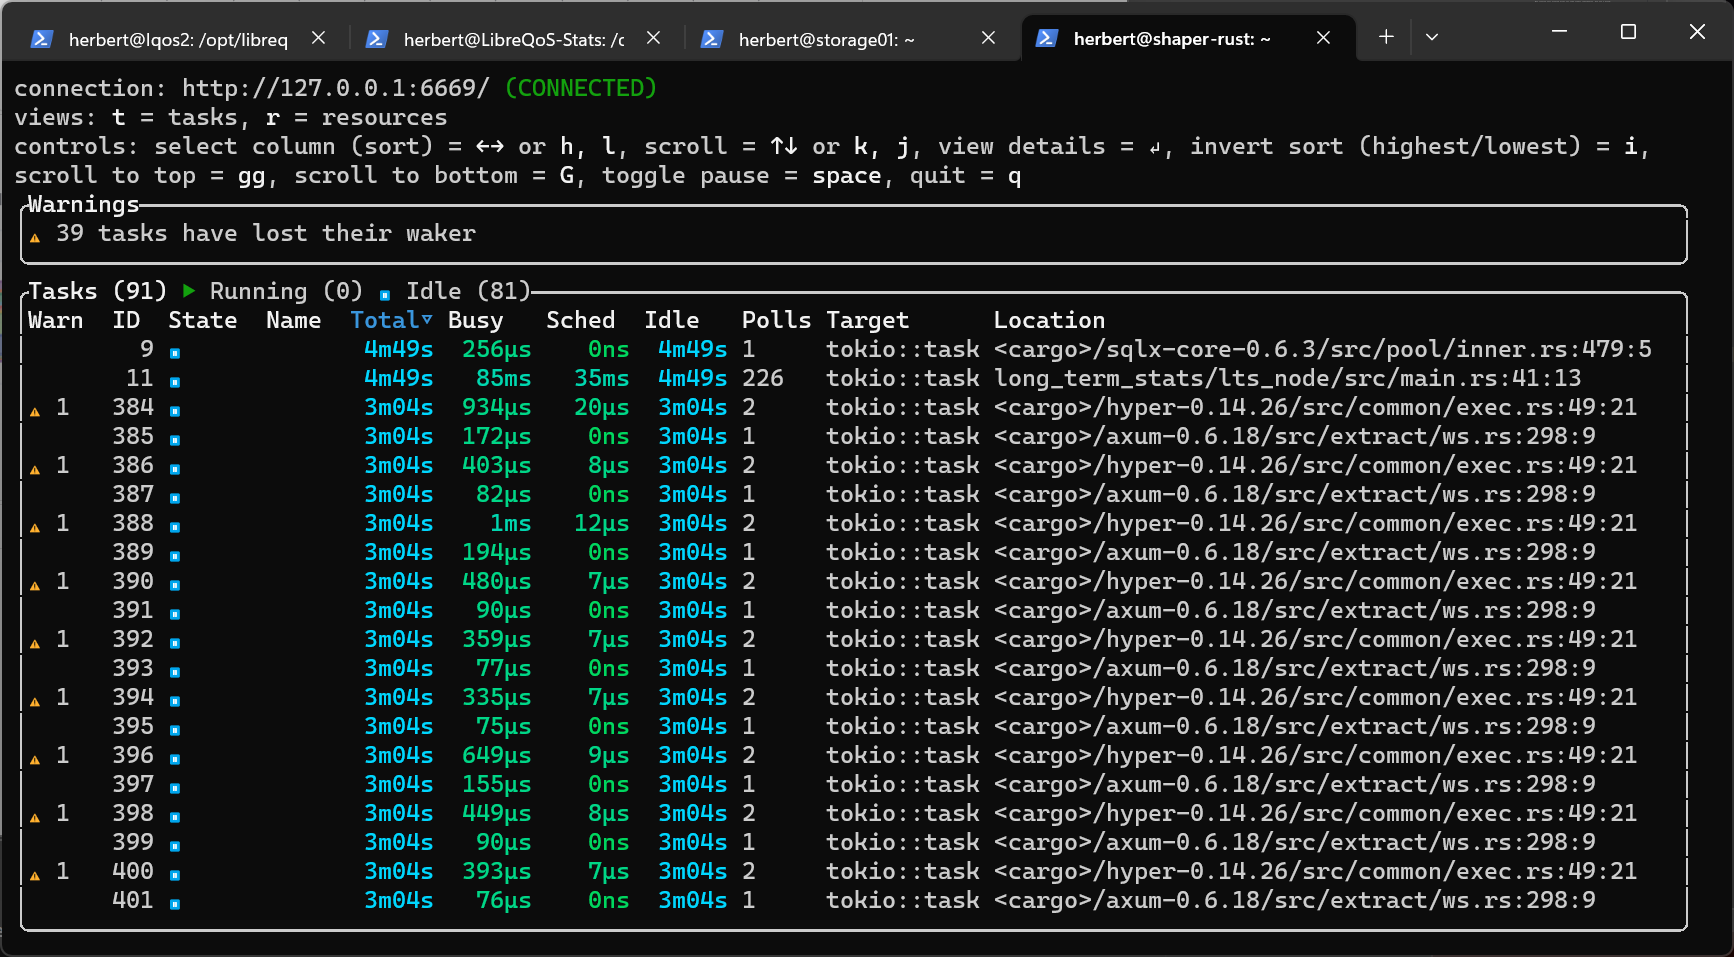 herbert@lqos2: /opt/libreq
herbert@LibreQoS-Stats: /c
herbert@storage01: ~
herbert@shaper-rust: ~
connection: http://127.0.0.1:6669/ (CONNECTED)
views: t = tasks, r = resources
controls: select column (sort) = ↔ or h, l, scroll = ↑↓ or k, j, view details = ↵, invert sort (highest/lowest) = i,
scroll to top = gg, scroll to bottom = G, toggle pause = space, quit = q
Warnings
⚠ 39 tasks have lost their waker
Tasks (91) ▶ Running (0) ⏸ Idle (81)
Warn ID State Name Total▿ Busy Sched Idle Polls Target Location
9 ⏸ 4m49s 256µs 0ns 4m49s 1 tokio::task <cargo>/sqlx-core-0.6.3/src/pool/inner.rs:479:5
11 ⏸ 4m49s 85ms 35ms 4m49s 226 tokio::task long_term_stats/lts_node/src/main.rs:41:13
⚠ 1 384 ⏸ 3m04s 934µs 20µs 3m04s 2 tokio::task <cargo>/hyper-0.14.26/src/common/exec.rs:49:21
385 ⏸ 3m04s 172µs 0ns 3m04s 1 tokio::task <cargo>/axum-0.6.18/src/extract/ws.rs:298:9
⚠ 1 386 ⏸ 3m04s 403µs 8µs 3m04s 2 tokio::task <cargo>/hyper-0.14.26/src/common/exec.rs:49:21
387 ⏸ 3m04s 82µs 0ns 3m04s 1 tokio::task <cargo>/axum-0.6.18/src/extract/ws.rs:298:9
⚠ 1 388 ⏸ 3m04s 1ms 12µs 3m04s 2 tokio::task <cargo>/hyper-0.14.26/src/common/exec.rs:49:21
389 ⏸ 3m04s 194µs 0ns 3m04s 1 tokio::task <cargo>/axum-0.6.18/src/extract/ws.rs:298:9
⚠ 1 390 ⏸ 3m04s 480µs 7µs 3m04s 2 tokio::task <cargo>/hyper-0.14.26/src/common/exec.rs:49:21
391 ⏸ 3m04s 90µs 0ns 3m04s 1 tokio::task <cargo>/axum-0.6.18/src/extract/ws.rs:298:9
⚠ 1 392 ⏸ 3m04s 359µs 7µs 3m04s 2 tokio::task <cargo>/hyper-0.14.26/src/common/exec.rs:49:21
393 ⏸ 3m04s 77µs 0ns 3m04s 1 tokio::task <cargo>/axum-0.6.18/src/extract/ws.rs:298:9
⚠ 1 394 ⏸ 3m04s 335µs 7µs 3m04s 2 tokio::task <cargo>/hyper-0.14.26/src/common/exec.rs:49:21
395 ⏸ 3m04s 75µs 0ns 3m04s 1 tokio::task <cargo>/axum-0.6.18/src/extract/ws.rs:298:9
⚠ 1 396 ⏸ 3m04s 649µs 9µs 3m04s 2 tokio::task <cargo>/hyper-0.14.26/src/common/exec.rs:49:21
397 ⏸ 3m04s 155µs 0ns 3m04s 1 tokio::task <cargo>/axum-0.6.18/src/extract/ws.rs:298:9
⚠ 1 398 ⏸ 3m04s 449µs 8µs 3m04s 2 tokio::task <cargo>/hyper-0.14.26/src/common/exec.rs:49:21
399 ⏸ 3m04s 90µs 0ns 3m04s 1 tokio::task <cargo>/axum-0.6.18/src/extract/ws.rs:298:9
⚠ 1 400 ⏸ 3m04s 393µs 7µs 3m04s 2 tokio::task <cargo>/hyper-0.14.26/src/common/exec.rs:49:21
401 ⏸ 3m04s 76µs 0ns 3m04s 1 tokio::task <cargo>/axum-0.6.18/src/extract/ws.rs:298:9